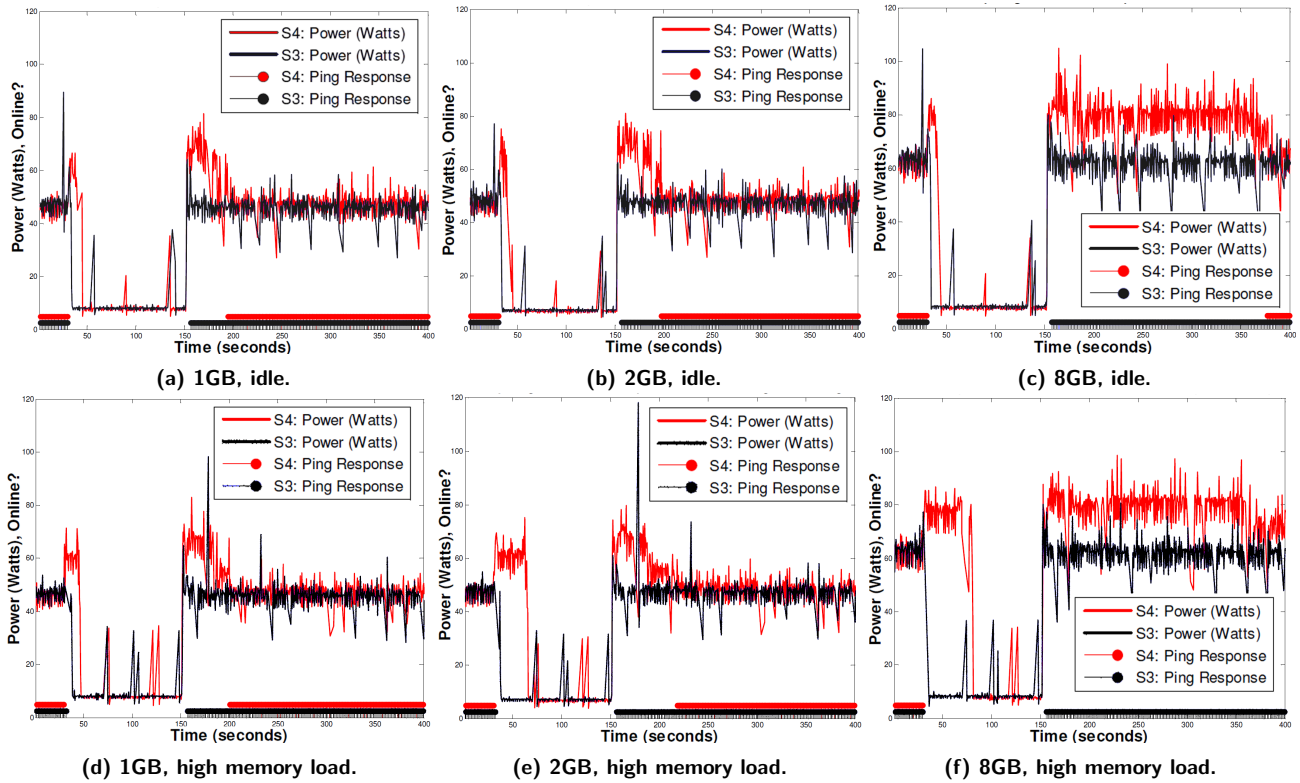 S4: Power (Watts)
S3: Power (Watts)
S4: Ping Response
S3: Ping Response
Power (Watts), Online?
120
100
80
60
40
20
0
50 100 150 200 250 300 350 400
Time (seconds)
(a) 1GB, idle.
S4: Power (Watts)
S3: Power (Watts)
S4: Ping Response
S3: Ping Response
Power (Watts), Online?
120
100
80
60
40
20
0
50 100 150 200 250 300 350 400
Time (seconds)
(b) 2GB, idle.
Power (Watts), Online?
120
100
80
60
40
20
0
S4: Power (Watts)
S3: Power (Watts)
S4: Ping Response
S3: Ping Response
50 100 150 200 250 300 350 400
Time (seconds)
(c) 8GB, idle.
S4: Power (Watts)
S3: Power (Watts)
S4: Ping Response
S3: Ping Response
Power (Watts), Online?
120
100
80
60
40
20
0
50 100 150 200 250 300 350 400
Time (seconds)
(d) 1GB, high memory load.
S4: Power (Watts)
S3: Power (Watts)
S4: Ping Response
S3: Ping Response
Power (Watts), Online?
120
100
80
60
40
20
0
50 100 150 200 250 300 350 400
Time (seconds)
(e) 2GB, high memory load.
Power (Watts), Online?
120
100
80
60
40
20
0
S4: Power (Watts)
S3: Power (Watts)
S4: Ping Response
S3: Ping Response
50 100 150 200 250 300 350 400
Time (seconds)
(f) 8GB, high memory load.